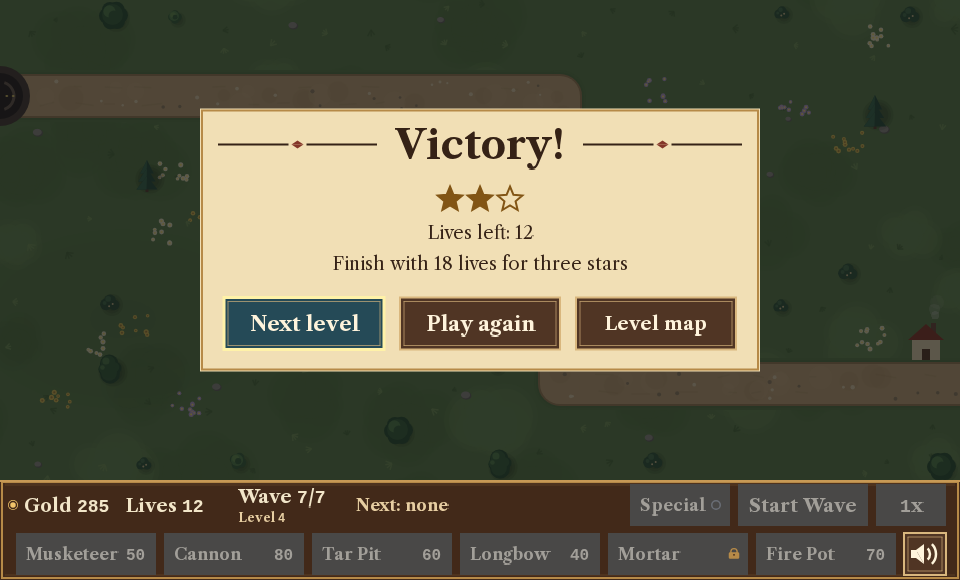 Victory!
Lives left: 12
Finish with 18 lives for three stars
Next level Play again Level map
Gold 285 Lives 12 Wave 7/7 Next: none Special Start Wave 1x
Level 4
Musketeer 50 Cannon 80 Tar Pit 60 Longbow 40 Mortar Fire Pot 70